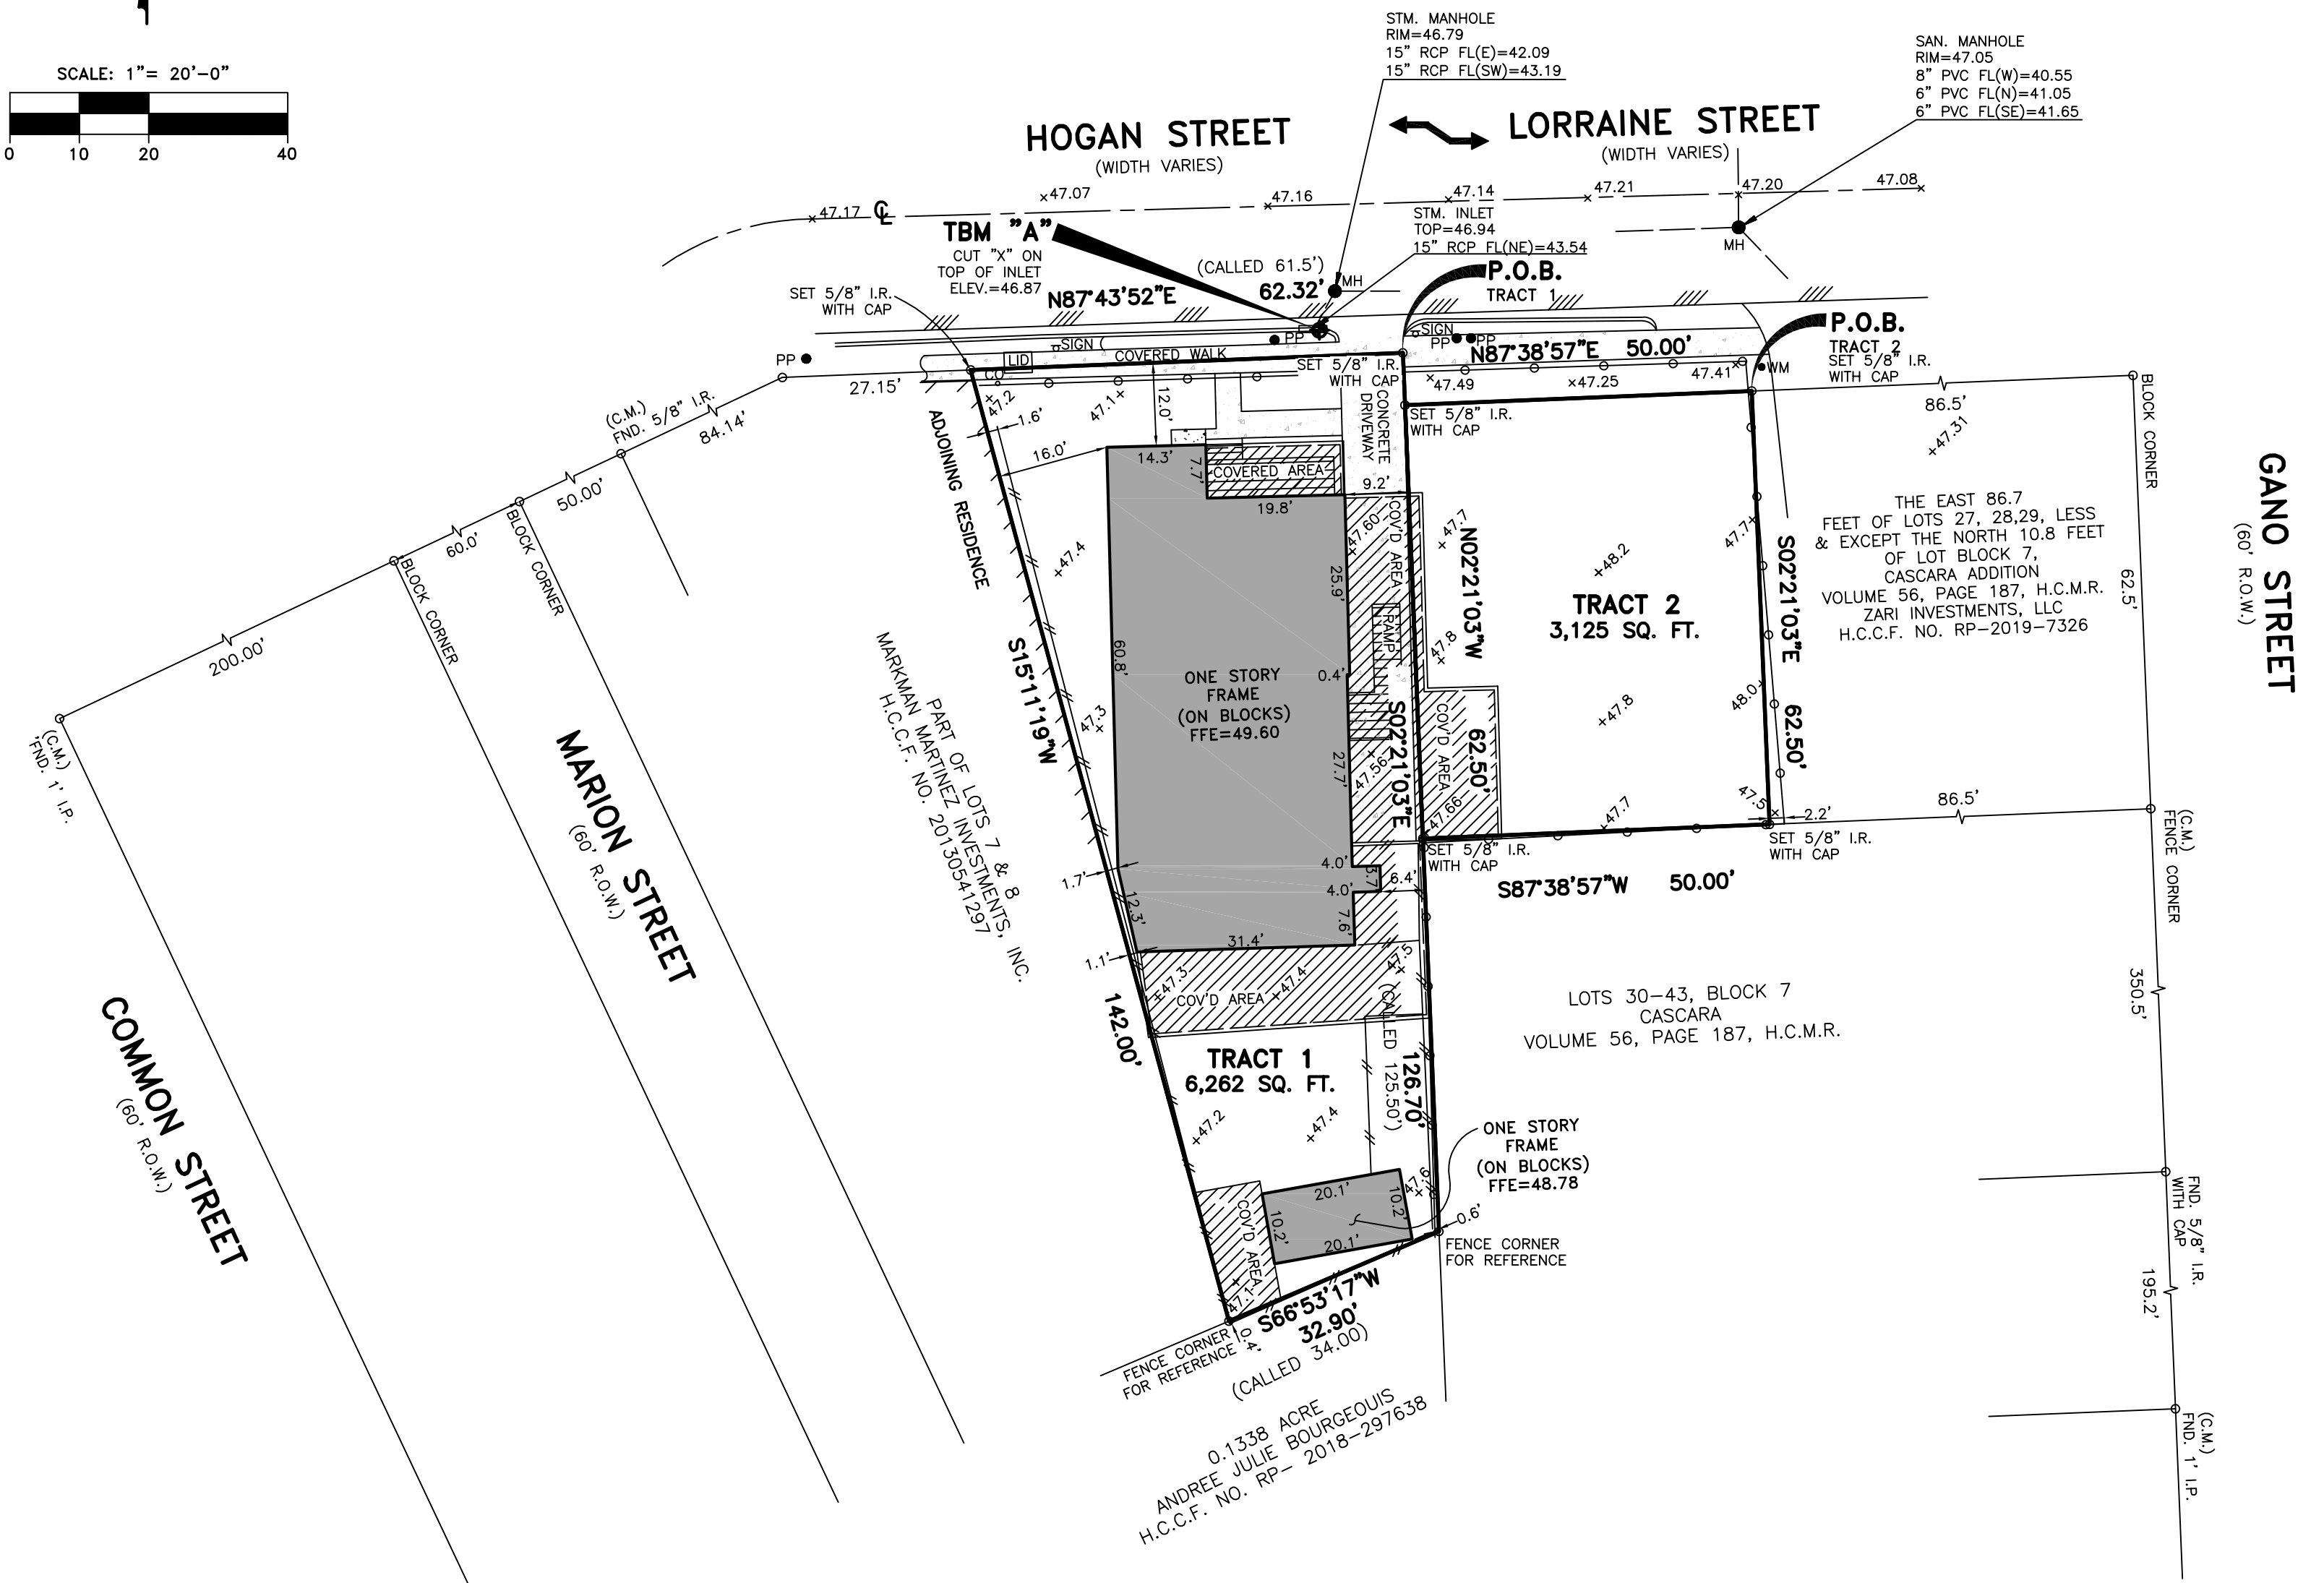 SCALE: 1"= 20'-0"
0 10 20 40
STM. MANHOLE
RIM=46.79
15" RCP FL(E)=42.09
15" RCP FL(SW)=43.19
SAN. MANHOLE
RIM=47.05
8" PVC FL(W)=40.55
6" PVC FL(N)=41.05
6" PVC FL(SE)=41.65
HOGAN STREET
(WIDTH VARIES)
LORRAINE STREET
(WIDTH VARIES)
47.17
47.07
47.16
47.14
47.21
47.20
47.08
MH
STM. INLET
TOP=46.94
15" RCP FL(NE)=43.54
TBM "A"
CUT "X" ON
TOP OF INLET
ELEV.=46.87
(CALLED 61.5')
62.32'
MH
N87°43'52"E
P.O.B.
TRACT 1
P.O.B.
TRACT 2
SET 5/8" I.R.
WITH CAP
SET 5/8" I.R.
WITH CAP
SIGN
PP
SIGN
PP
PP
N87°38'57"E 50.00'
PP
LID
COVERED WALK
SET 5/8" I.R.
WITH CAP
CO
47.49
47.25
47.41
WM
27.15'
84.14'
(C.M.)
FND. 5/8" I.R.
50.00'
60.0'
200.00'
BLOCK CORNER
BLOCK CORNER
(C.M.)
FND. 1' I.P.
47.2
47.1
12.0'
1.6'
16.0'
ADJOINING RESIDENCE
CONCRETE
DRIVEWAY
SET 5/8" I.R.
WITH CAP
86.5'
47.31
BLOCK CORNER
14.3'
7.7'
COVERED AREA
19.8'
9.2'
47.60
COV'D AREA
47.7
N02°21'03"W
48.2
47.7
TRACT 2
3,125 SQ. FT.
S02°21'03"E
62.50'
THE EAST 86.7
FEET OF LOTS 27, 28,29, LESS
& EXCEPT THE NORTH 10.8 FEET
OF LOT BLOCK 7,
CASCARA ADDITION
VOLUME 56, PAGE 187, H.C.M.R.
ZARI INVESTMENTS, LLC
H.C.C.F. NO. RP-2019-7326
62.5'
GANO STREET
(60' R.O.W.)
47.4
25.9'
RAMP
47.8
60.8'
ONE STORY
FRAME
(ON BLOCKS)
FFE=49.60
0.4'
S15°11'19"W
47.3
27.7'
47.56
S02°21'03"E
COV'D AREA
62.50'
47.66
47.8
48.0
47.7
47.5
2.2'
86.5'
SET 5/8" I.R.
WITH CAP
SET 5/8" I.R.
WITH CAP
S87°38'57"W 50.00'
(C.M.)
FENCE CORNER
PART OF LOTS 7 & 8
MARKMAN MARTINEZ INVESTMENTS, INC.
H.C.C.F. NO. 20130541297
MARION STREET
(60' R.O.W.)
COMMON STREET
(60' R.O.W.)
1.7'
12.3'
4.0'
3.7
4.0'
6.4'
7.6'
31.4'
1.1'
47.3
COV'D AREA
47.4
47.5
142.00'
(CALLED 125.50')
126.70'
LOTS 30-43, BLOCK 7
CASCARA
VOLUME 56, PAGE 187, H.C.M.R.
350.5'
TRACT 1
6,262 SQ. FT.
47.2
47.4
ONE STORY
FRAME
(ON BLOCKS)
FFE=48.78
47.6
20.1'
10.2'
10.2'
20.1'
COV'D AREA
47.1
0.6'
FENCE CORNER
FOR REFERENCE
FND. 5/8" I.R.
WITH CAP
195.2'
S66°53'17"W
32.90'
(CALLED 34.00)
0.4'
FENCE CORNER
FOR REFERENCE
0.1338 ACRE
ANDREE JULIE BOURGEOUIS
H.C.C.F. NO. RP- 2018-297638
(C.M.)
FND. 1' I.P.